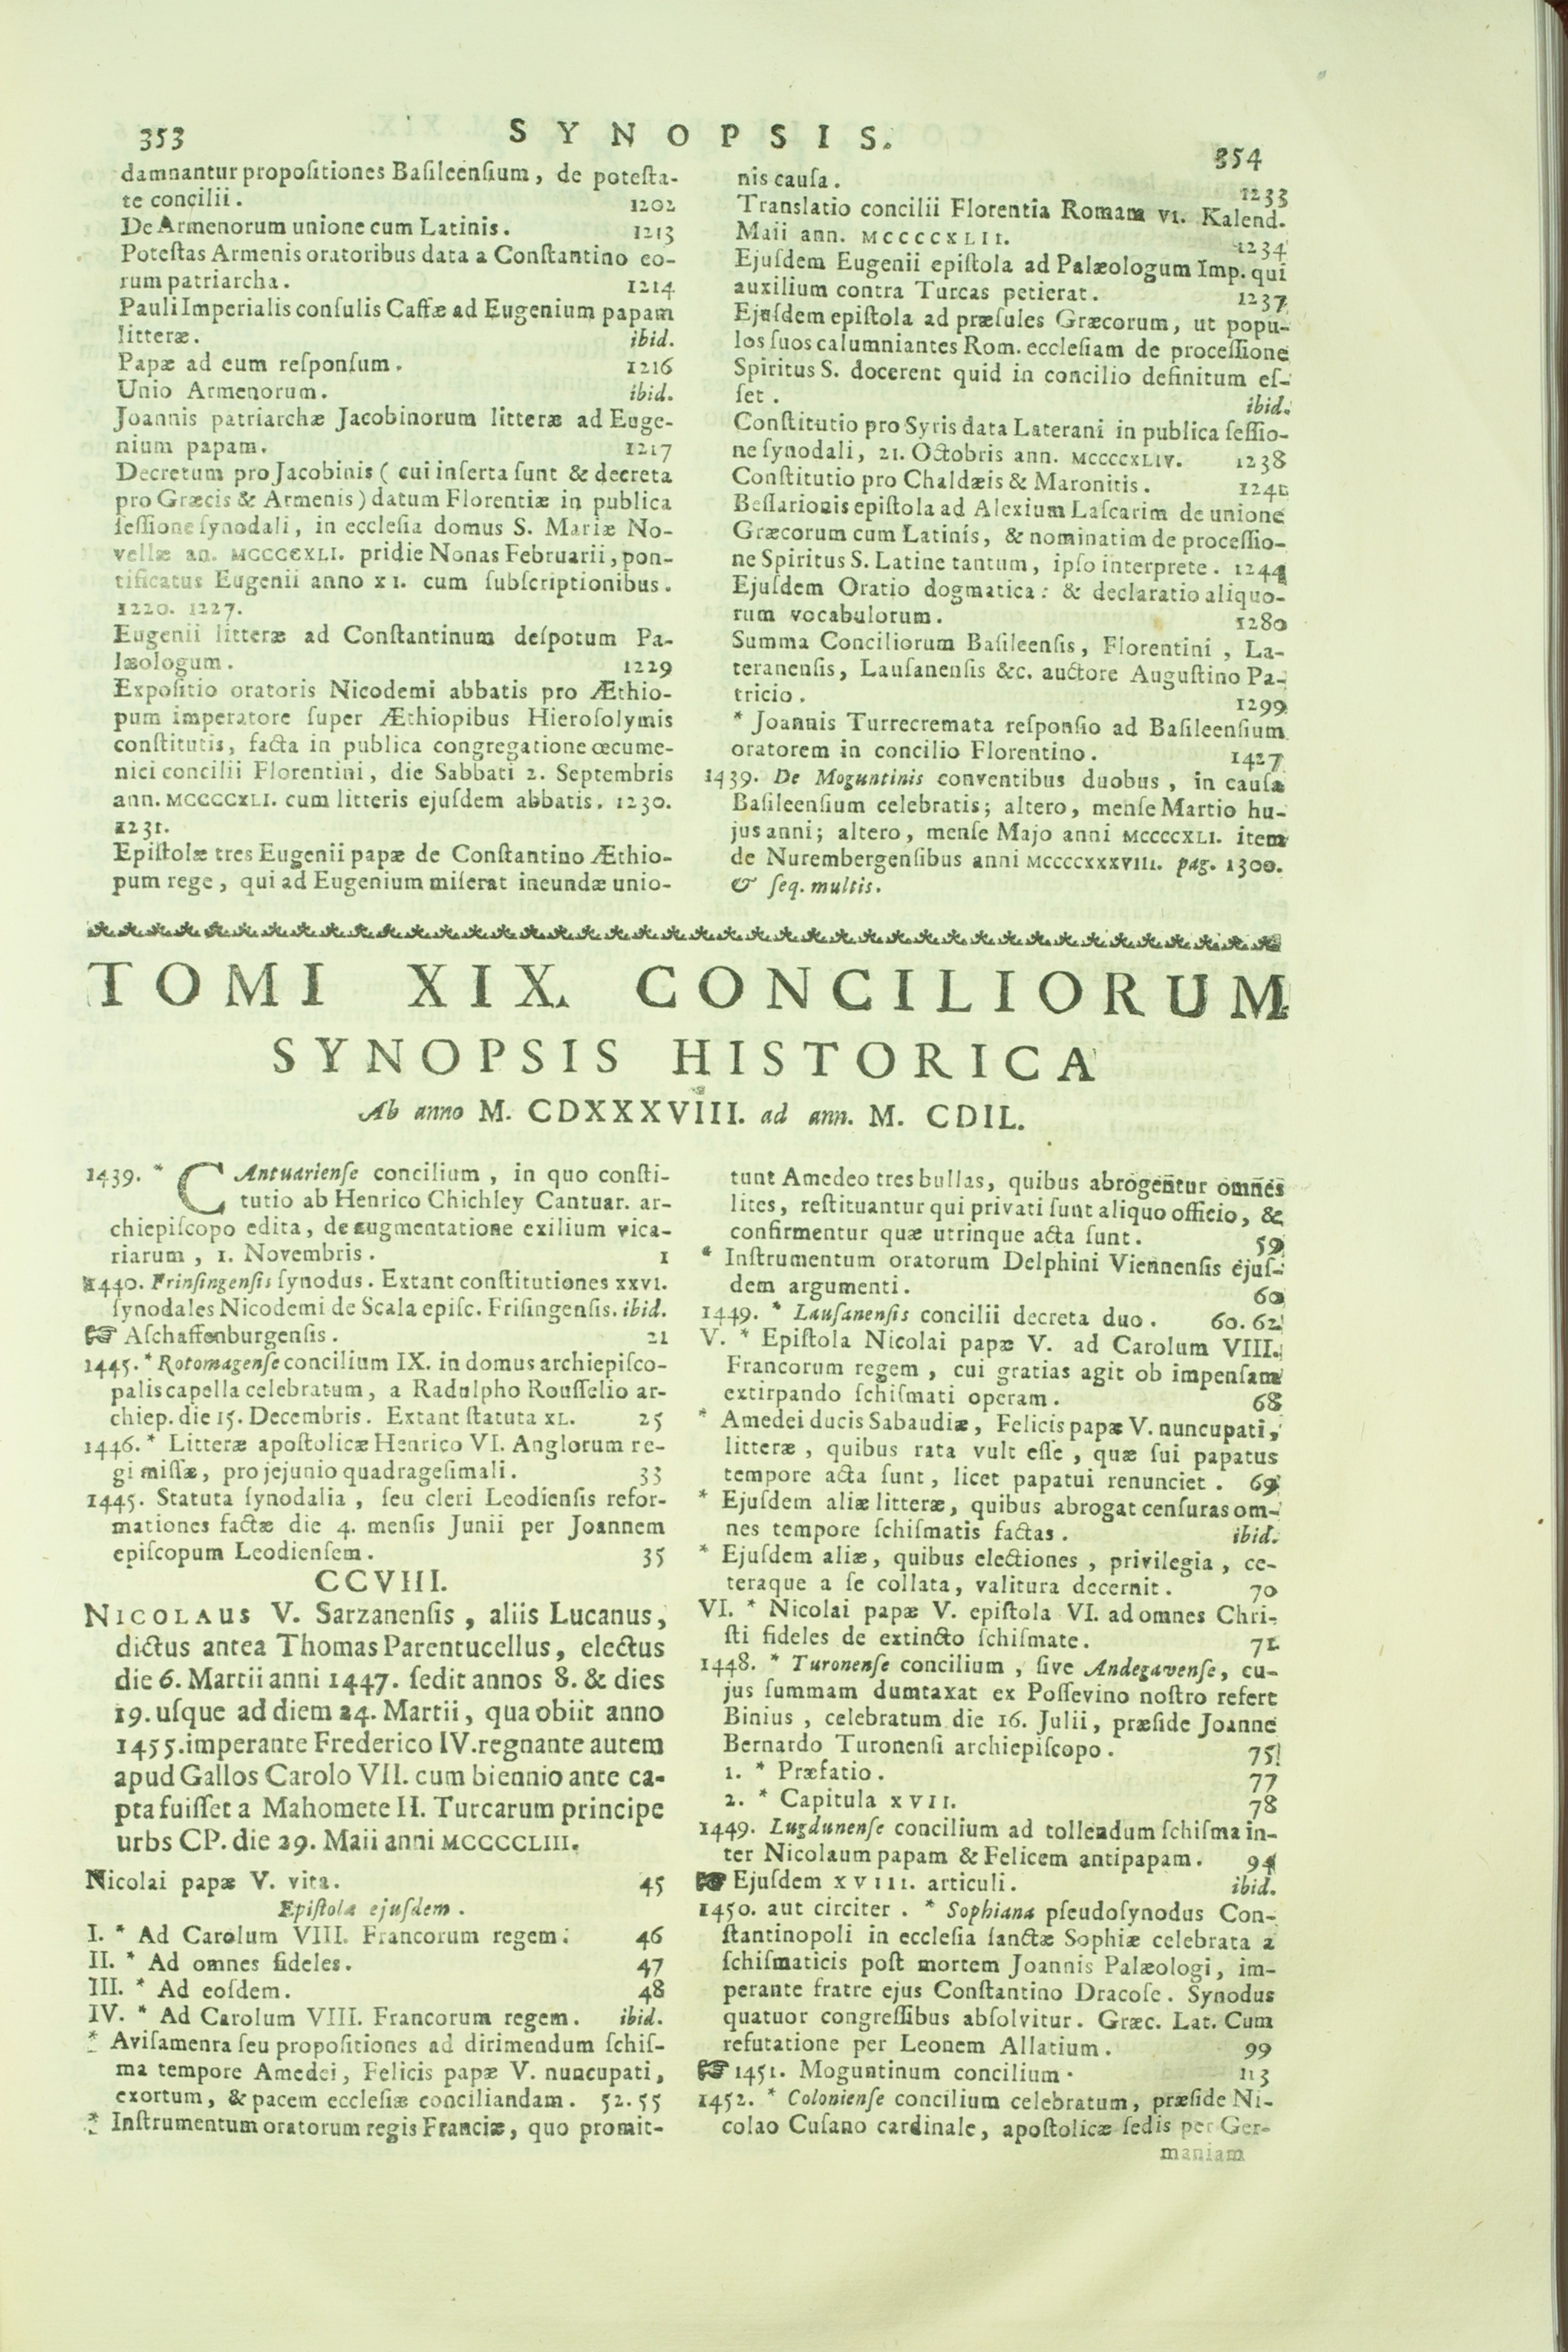 353
SYNOPSIS.
354
damnantur propoſitiones Baſileenſium, de poteſta-
te concilii. 1202
De Armenorum unione cum Latinis. 1213
Poteſtas Armenis oratoribus data a Conſtantino eo-
rum patriarcha. 1214
Pauli Imperialis conſulis Caffæ ad Eugenium papam
litteræ. ibid.
Papæ ad eum reſponſum. 1216
Unio Armenorum. ibid.
Joannis patriarchæ Jacobinorum litteræ ad Euge-
nium papam. 1217
Decretum pro Jacobinis ( cui inſerta ſunt & decreta
pro Græcis & Armenis ) datum Florentiæ in publica
ſeſſione ſynodali, in eccleſia domus S. Mariæ No-
vellæ an. MCCCCXLI. pridie Nonas Februarii, pon-
tificatus Eugenii anno XI. cum ſubſcriptionibus.
1220. 1227.
Eugenii litteræ ad Conſtantinum deſpotum Pa-
læologum. 1229
Expoſitio oratoris Nicodemi abbatis pro Æthio-
pum imperatore ſuper Æthiopibus Hieroſolymis
conſtitutis, facta in publica congregatione œcume-
nici concilii Florentini, die Sabbati 2. Septembris
ann. MCCCCXLI. cum litteris ejuſdem abbatis. 1230.
1231.
Epiſtolæ tres Eugenii papæ de Conſtantino Æthio-
pum rege, qui ad Eugenium miſerat ineundæ unio-
nis cauſa. 1233
Translatio concilii Florentia Romam VI. Kalend.
Maii ann. MCCCCXLII. 1234
Ejuſdem Eugenii epiſtola ad Palæologum Imp. qui
auxilium contra Turcas petierat. 1237
Ejuſdem epiſtola ad præſules Græcorum, ut popu-
los ſuos calumniantes Rom. eccleſiam de proceſſione
Spiritus S. docerent quid in concilio definitum eſ-
ſet. ibid.
Conſtitutio pro Syris data Laterani in publica ſeſſio-
ne ſynodali, 21. Octobris ann. MCCCCXLIV. 1238
Conſtitutio pro Chaldæis & Maronitis. 1241
Beſſarionis epiſtola ad Alexium Laſcarim de unione
Græcorum cum Latinis, & nominatim de proceſſio-
ne Spiritus S. Latine tantum, ipſo interprete. 1244
Ejuſdem Oratio dogmatica: & declaratio aliquo-
rum vocabulorum. 1280
Summa Conciliorum Baſileenſis, Florentini, La-
teranenſis, Lauſanenſis &c. auctore Auguſtino Pa-
tricio. 1299
* Joannis Turrecremata reſponſio ad Baſileenſium
oratorem in concilio Florentino. 1427
1439. De Moguntinis conventibus duobus, in cauſa
Baſileenſium celebratis; altero, menſe Martio hu-
jus anni; altero, menſe Majo anni MCCCCXLI. item
de Nurembergenſibus anni MCCCCXXXVIII. pag. 1300.
& ſeq. multis.
TOMI XIX. CONCILIORUM
SYNOPSIS HISTORICA
Ab anno M. CDXXXVIII. ad ann. M. CDIL.
1439. * CAntuarienſe concilium, in quo conſti-
tutio ab Henrico Chichley Cantuar. ar-
chiepiſcopo edita, de augmentatione exilium vica-
riarum, 1. Novembris. 1
1440. Frinſingenſis ſynodus. Extant conſtitutiones XXVI.
ſynodales Nicodemi de Scala epiſc. Friſingenſis. ibid.
☞ Aſchaffenburgenſis. 21
1445. * Rotomagenſe concilium IX. in domus archiepiſco-
palis capella celebratum, a Radulpho Rouſſelio ar-
chiep. die 15. Decembris. Extant ſtatuta XL. 25
1446. * Litteræ apoſtolicæ Henrico VI. Anglorum re-
gi miſſæ, pro jejunio quadrageſimali. 33
1445. Statuta ſynodalia, ſeu cleri Leodienſis refor-
mationes factæ die 4. menſis Junii per Joannem
epiſcopum Leodienſem. 35
CCVIII.
NICOLAUS V. Sarzanenſis, aliis Lucanus,
dictus antea Thomas Parentucellus, electus
die 6. Martii anni 1447. ſedit annos 8. & dies
19. uſque ad diem 24. Martii, qua obiit anno
1455. imperante Frederico IV. regnante autem
apud Gallos Carolo VII. cum biennio ante ca-
pta fuiſſet a Mahomete II. Turcarum principe
urbs CP. die 29. Maii anni MCCCCLIII.
Nicolai papæ V. vita. 45
Epiſtola ejuſdem.
I. * Ad Carolum VIII. Francorum regem: 46
II. * Ad omnes fideles. 47
III. * Ad eoſdem. 48
IV. * Ad Carolum VIII. Francorum regem. ibid.
* Aviſamenra ſeu propoſitiones ad dirimendum ſchiſ-
ma tempore Amedei, Felicis papæ V. nuncupati,
exortum, & pacem eccleſiæ conciliandam. 52. 55
* Inſtrumentum oratorum regis Franciæ, quo promit-
tunt Amedeo tres bullas, quibus abrogentur omnes
lites, reſtituantur qui privati ſunt aliquo officio, &
confirmentur quæ utrinque acta ſunt. 59
* Inſtrumentum oratorum Delphini Viennenſis ejuſ-
dem argumenti. 60
1449. * Lauſanenſis concilii decreta duo. 60. 62
V. * Epiſtola Nicolai papæ V. ad Carolum VIII.
Francorum regem, cui gratias agit ob impenſam
extirpando ſchiſmati operam. 68
* Amedei ducis Sabaudiæ, Felicis papæ V. nuncupati,
litteræ, quibus rata vult eſſe, quæ ſui papatus
tempore acta ſunt, licet papatui renunciet. 69
* Ejuſdem aliæ litteræ, quibus abrogat cenſuras om-
nes tempore ſchiſmatis factas. ibid.
* Ejuſdem aliæ, quibus electiones, privilegia, ce-
teraque a ſe collata, valitura decernit. 70
VI. * Nicolai papæ V. epiſtola VI. ad omnes Chri-
ſti fideles de extincto ſchiſmate. 71
1448. * Turonenſe concilium, ſive Andegavenſe, cu-
jus ſummam dumtaxat ex Poſſevino noſtro refert
Binius, celebratum die 16. Julii, præſide Joanne
Bernardo Turonenſi archiepiſcopo. 75
1. * Præfatio. 77
2. * Capitula XVII. 78
1449. Lugdunenſe concilium ad tollendum ſchiſma in-
ter Nicolaum papam & Felicem antipapam. 94
☞ Ejuſdem XVIII. articuli. ibid.
1450. aut circiter. * Sophiana pſeudoſynodus Con-
ſtantinopoli in eccleſia ſanctæ Sophiæ celebrata a
ſchiſmaticis poſt mortem Joannis Palæologi, im-
perante fratre ejus Conſtantino Dracoſe. Synodus
quatuor congreſſibus abſolvitur. Græc. Lat. Cum
refutatione per Leonem Allatium. 99
☞ 1451. Moguntinum concilium. 113
1452. * Colonienſe concilium celebratum, præſide Ni-
colao Cuſano cardinale, apoſtolicæ ſedis per Ger-
maniam